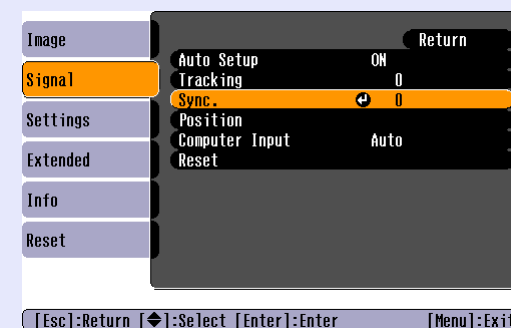 Image
Signal
Settings
Extended
Info
Reset
Return
Auto Setup ON
Tracking 0
Sync. 0
Position
Computer Input Auto
Reset
[Esc]:Return [◆]:Select [Enter]:Enter [Menu]:Exit